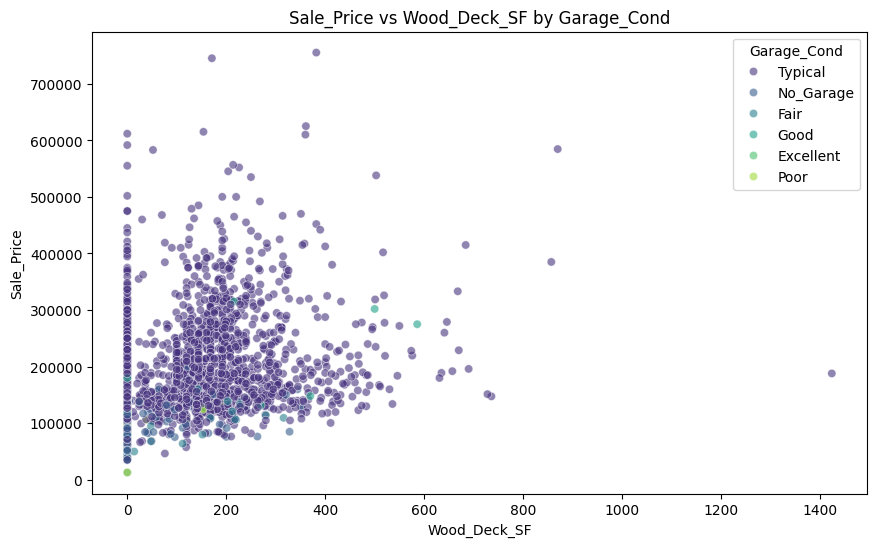 Sale_Price vs Wood_Deck_SF by Garage_Cond
Garage_Cond
Typical
No_Garage
Fair
Good
Excellent
Poor
Sale_Price
700000
600000
500000
400000
300000
200000
100000
0
0 200 400 600 800 1000 1200 1400
Wood_Deck_SF